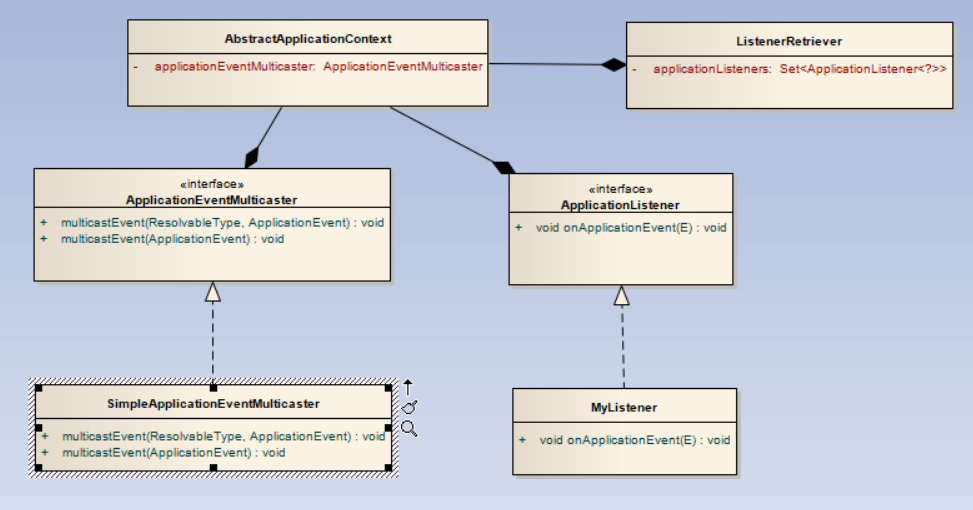 AbstractApplicationContext
- applicationEventMulticaster: ApplicationEventMulticaster
ListenerRetriever
- applicationListeners: Set<ApplicationListener<?>>
«interface»
ApplicationEventMulticaster
+ multicastEvent(ResolvableType, ApplicationEvent) : void
+ multicastEvent(ApplicationEvent) : void
«interface»
ApplicationListener
+ void onApplicationEvent(E) : void
SimpleApplicationEventMulticaster
+ multicastEvent(ResolvableType, ApplicationEvent) : void
+ multicastEvent(ApplicationEvent) : void
MyListener
+ void onApplicationEvent(E) : void